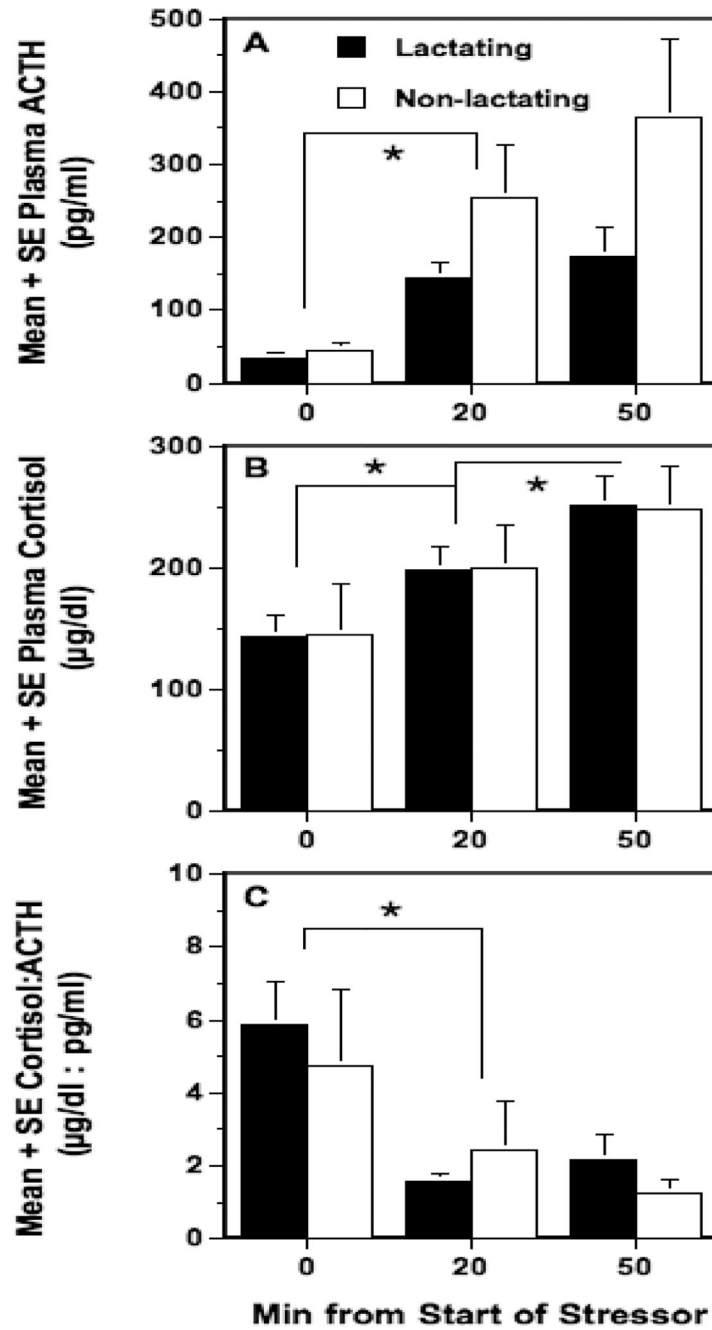 Mean + SE Plasma ACTH
(pg/ml)
500
400
300
200
100
0
A
Lactating
Non-lactating
*
0 20 50
Mean + SE Plasma Cortisol
(µg/dl)
300
200
100
0
B
*
*
0 20 50
Mean + SE Cortisol:ACTH
(µg/dl : pg/ml)
10
8
6
4
2
0
C
*
0 20 50
Min from Start of Stressor